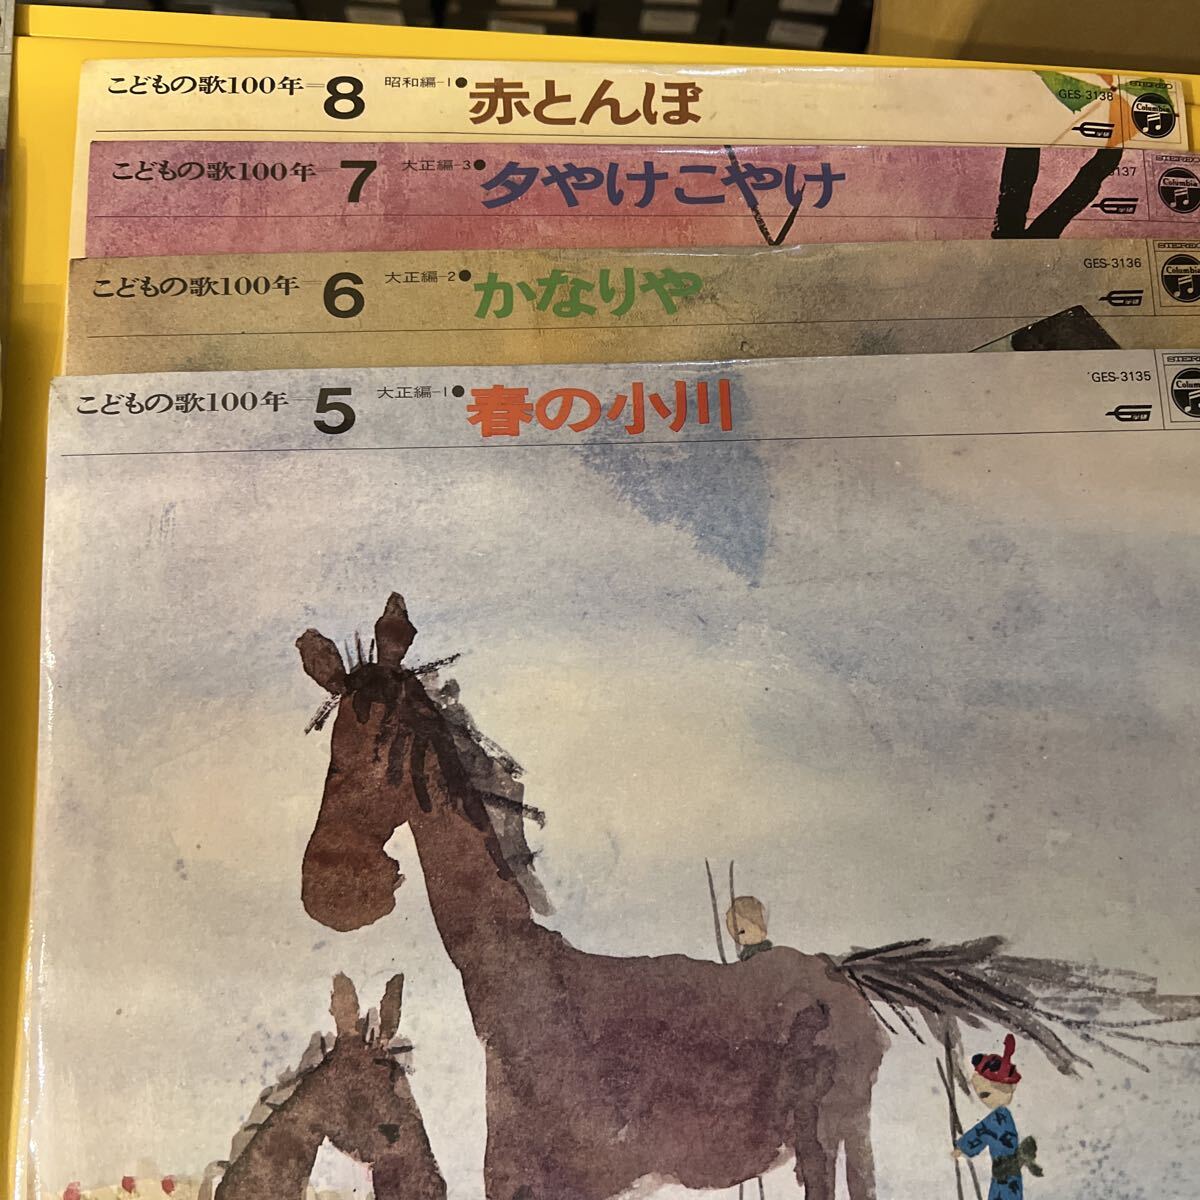 こどもの歌100年 8 昭和編-1● 赤とんぼ GES-3138 STEREO Columbia
こどもの歌100年 7 大正編-3● 夕やけこやけ 3137 Columbia
こどもの歌100年 6 大正編-2● かなりや GES-3136 STEREO Columbia
こどもの歌100年 5 大正編-1● 春の小川 GES-3135 STEREO Columbia